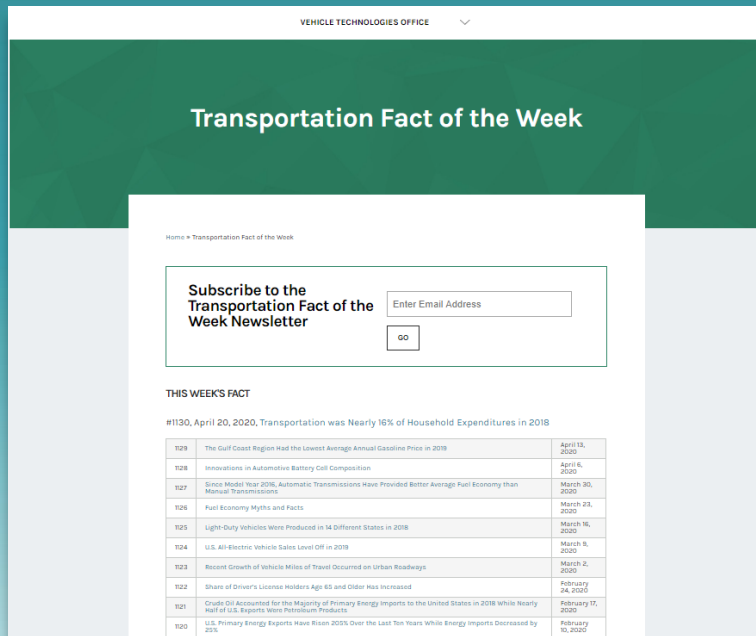 VEHICLE TECHNOLOGIES OFFICE
Transportation Fact of the Week
Home » Transportation Fact of the Week
Subscribe to the
Transportation Fact of the
Week Newsletter
Enter Email Address
GO
THIS WEEK'S FACT
#1130, April 20, 2020, Transportation was Nearly 16% of Household Expenditures in 2018
1129 The Gulf Coast Region Had the Lowest Average Annual Gasoline Price in 2019 April 13,
2020
1128 Innovations in Automotive Battery Cell Composition April 6,
2020
1127 Since Model Year 2016, Automatic Transmissions Have Provided Better Average Fuel Economy than March 30,
Manual Transmissions 2020
1126 Fuel Economy Myths and Facts March 23,
2020
1125 Light-Duty Vehicles Were Produced in 14 Different States in 2018 March 16,
2020
1124 U.S. All-Electric Vehicle Sales Level Off in 2019 March 9,
2020
1123 Recent Growth of Vehicle Miles of Travel Occurred on Urban Roadways March 2,
2020
1122 Share of Driver's License Holders Age 65 and Older Has Increased February
24, 2020
1121 Crude Oil Accounted for the Majority of Primary Energy Imports to the United States in 2018 While Nearly February 17,
Half of U.S. Exports Were Petroleum Products 2020
1120 U.S. Primary Energy Exports Have Risen 205% Over the Last Ten Years While Energy Imports Decreased by February
25% 10, 2020